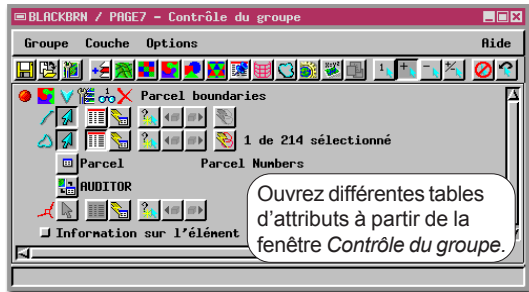 BLACKBRN / PAGE7 - Contrôle du groupe
Groupe Couche Options Aide
Parcel boundaries
1 de 214 sélectionné
Parcel Parcel Numbers
AUDITOR
Information sur l'élément
Ouvrez différentes tables
d'attributs à partir de la
fenêtre Contrôle du groupe.